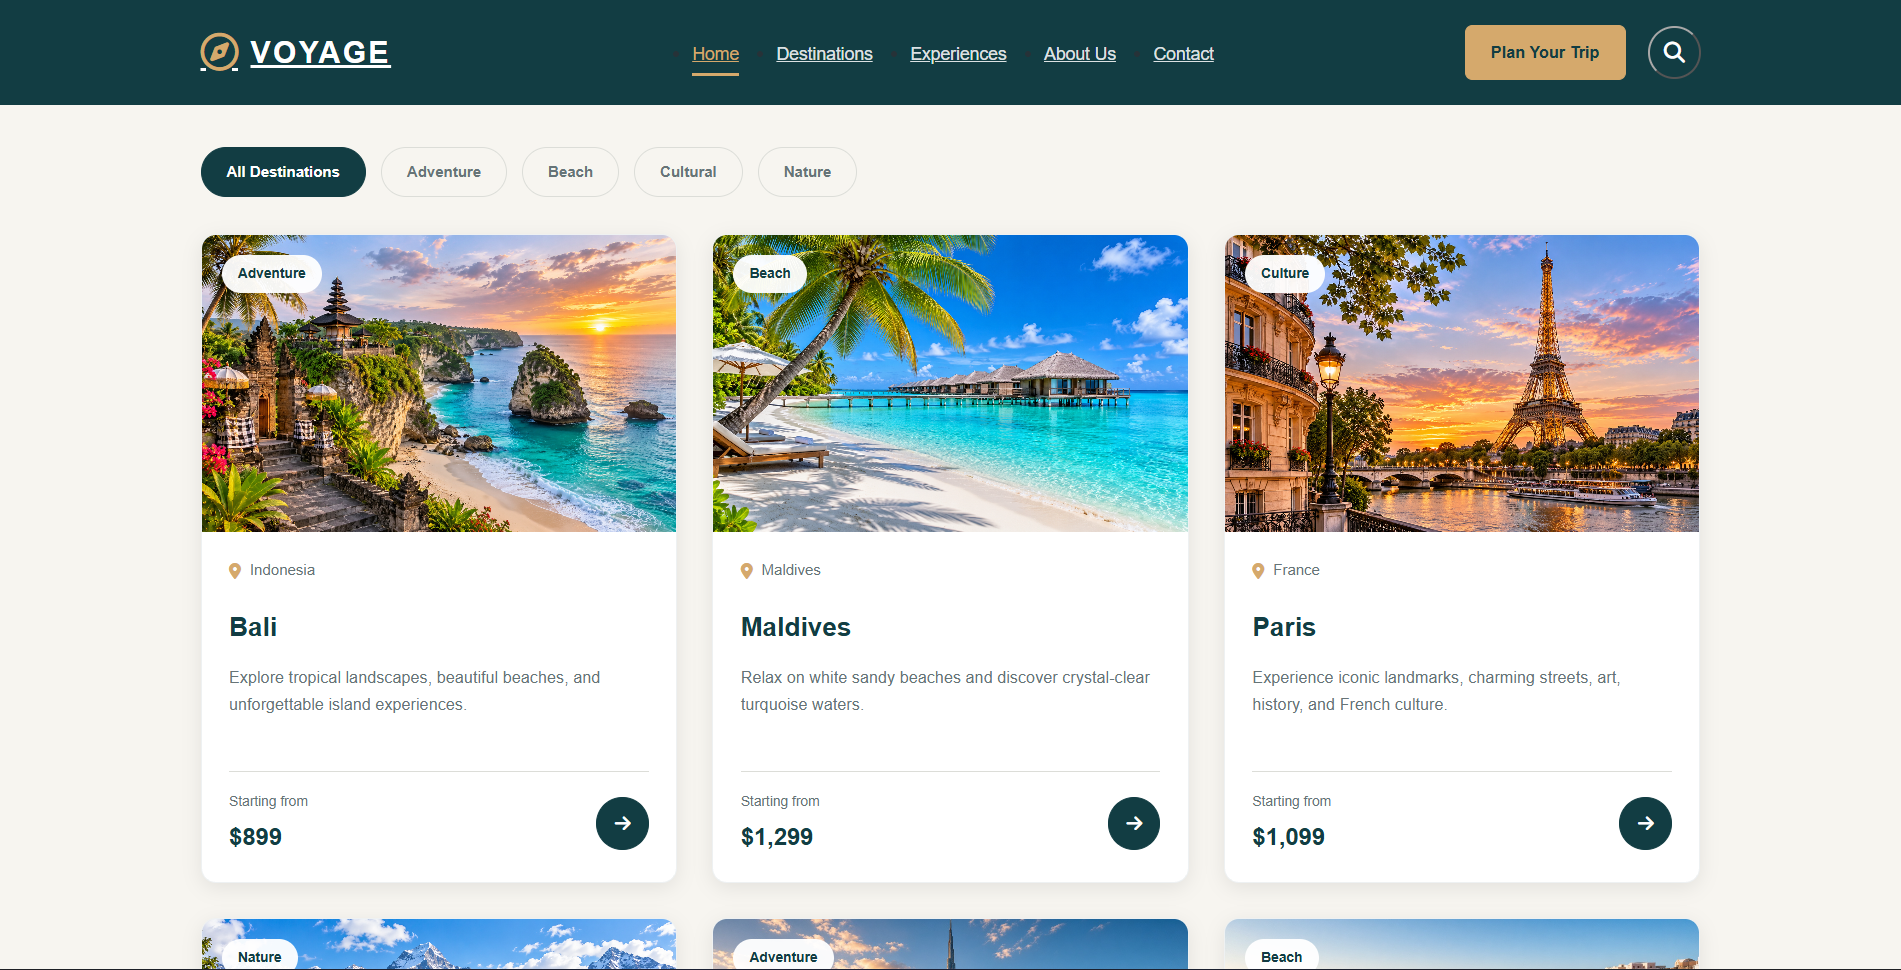 VOYAGE
Home Destinations Experiences About Us Contact
Plan Your Trip
All Destinations Adventure Beach Cultural Nature
Adventure
Indonesia
Bali
Explore tropical landscapes, beautiful beaches, and
unforgettable island experiences.
Starting from
$899
Beach
Maldives
Maldives
Relax on white sandy beaches and discover crystal-clear
turquoise waters.
Starting from
$1,299
Culture
France
Paris
Experience iconic landmarks, charming streets, art,
history, and French culture.
Starting from
$1,099
Nature
Adventure
Beach